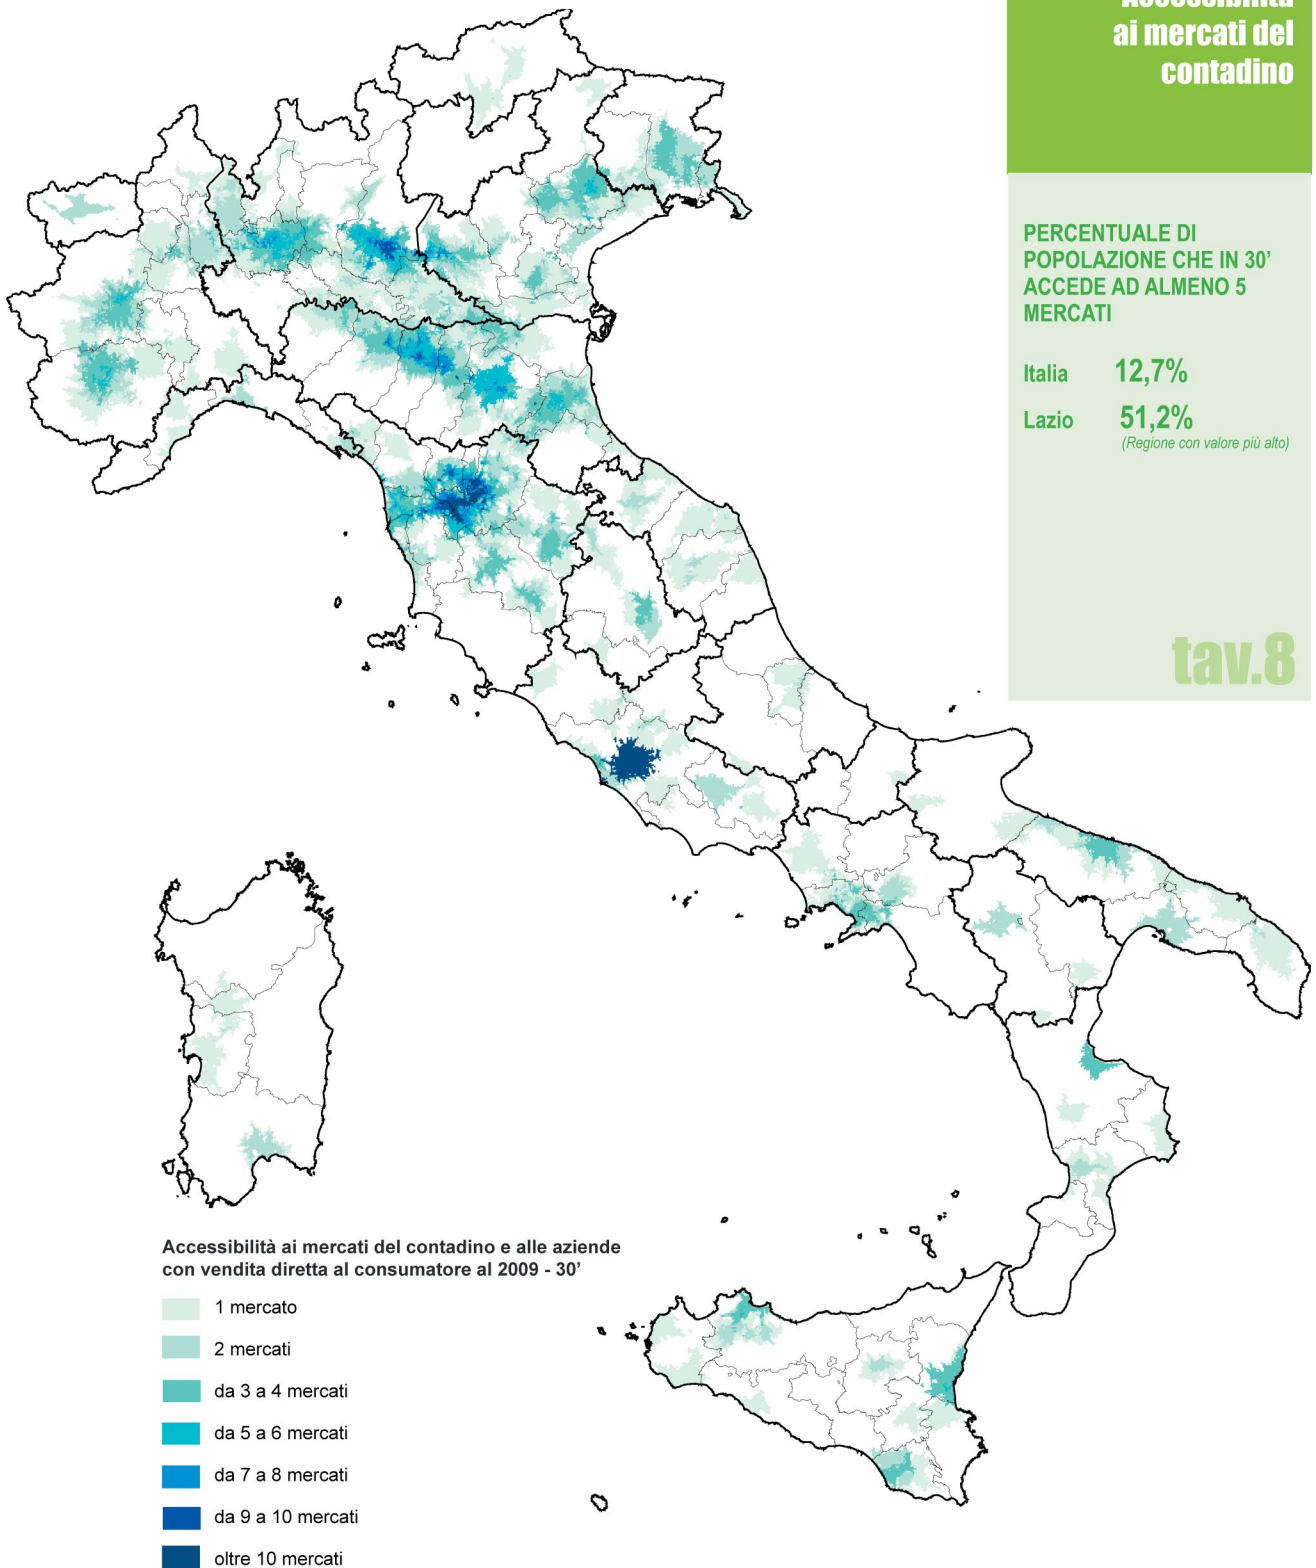 Accessibilità
ai mercati del
contadino
PERCENTUALE DI
POPOLAZIONE CHE IN 30'
ACCEDE AD ALMENO 5
MERCATI
Italia 12,7%
Lazio 51,2%
(Regione con valore più alto)
tav.8
Accessibilità ai mercati del contadino e alle aziende
con vendita diretta al consumatore al 2009 - 30'
1 mercato
2 mercati
da 3 a 4 mercati
da 5 a 6 mercati
da 7 a 8 mercati
da 9 a 10 mercati
oltre 10 mercati